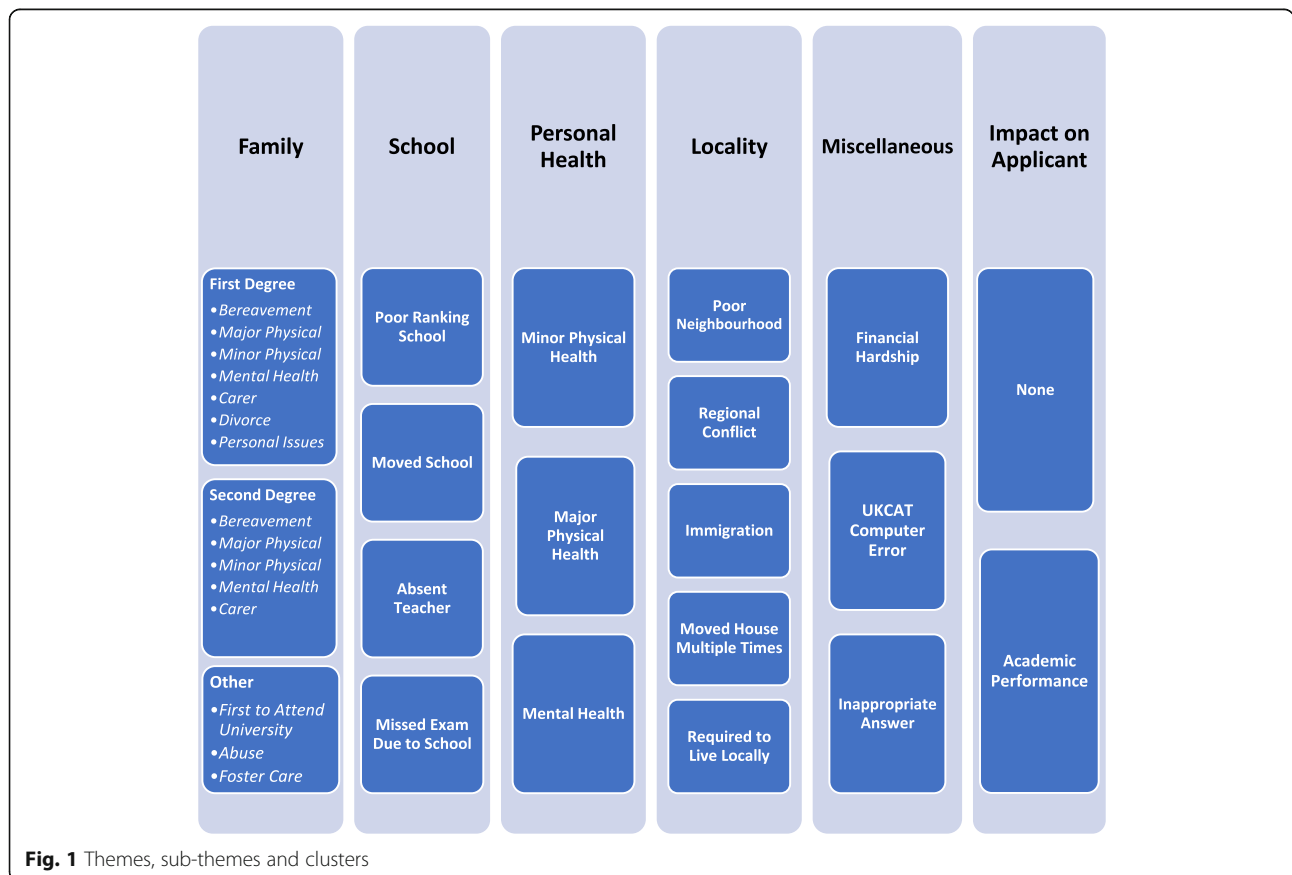 Family
First Degree
•Bereavement
•Major Physical
•Minor Physical
•Mental Health
•Carer
•Divorce
•Personal Issues
Second Degree
•Bereavement
•Major Physical
•Minor Physical
•Mental Health
•Carer
Other
•First to Attend
University
•Abuse
•Foster Care
School
Poor Ranking
School
Moved School
Absent
Teacher
Missed Exam
Due to School
Personal
Health
Minor Physical
Health
Major
Physical
Health
Mental Health
Locality
Poor
Neighbourhood
Regional
Conflict
Immigration
Moved House
Multiple Times
Required to
Live Locally
Miscellaneous
Financial
Hardship
UKCAT
Computer
Error
Inappropriate
Answer
Impact on
Applicant
None
Academic
Performance
Fig. 1 Themes, sub-themes and clusters